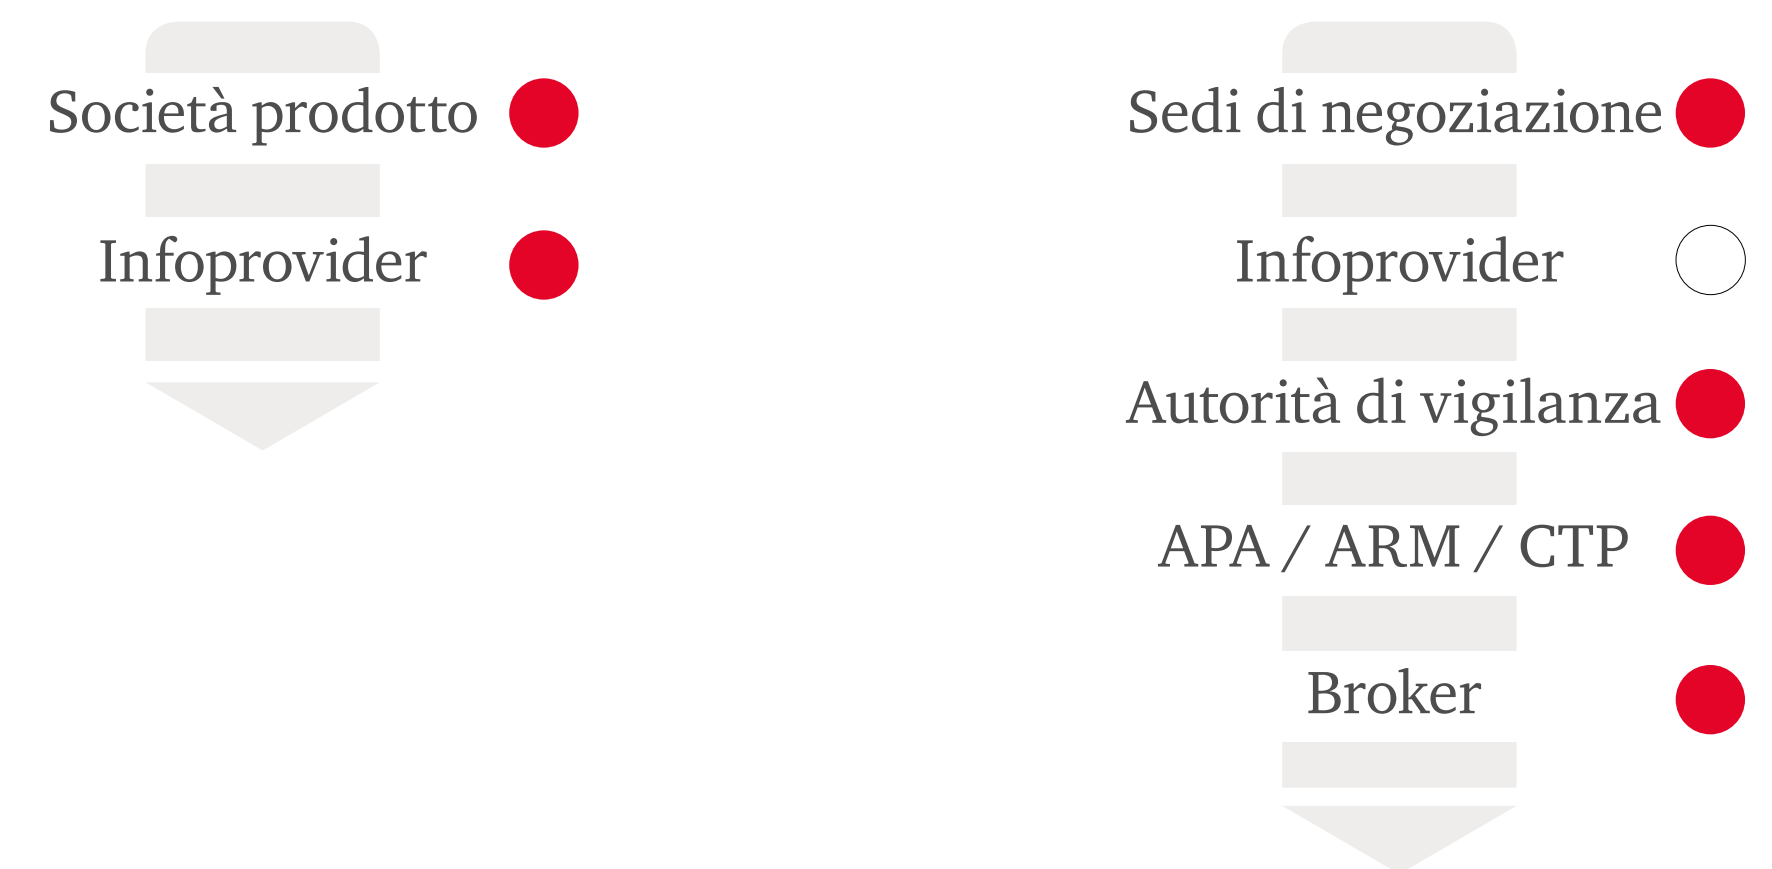 Società prodotto
Infoprovider
Sedi di negoziazione
Infoprovider
Autorità di vigilanza
APA / ARM / CTP
Broker